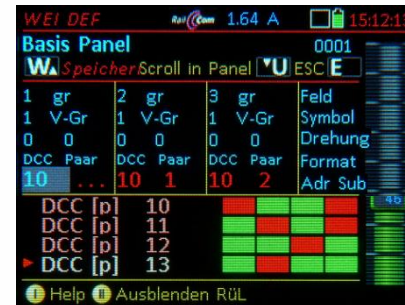 WEI DEF RailCom 1.64 A 15:12:13
Basis Panel 0001
W Speicher Scroll in Panel U ESC E
1 gr 2 gr 3 gr Feld
1 V-Gr 1 V-Gr 1 V-Gr Symbol
0 0 0 0 0 0 Drehung
DCC Paar DCC Paar DCC Paar Format
10 ... 10 1 10 2 Adr Sub
46
DCC [p] 10
DCC [p] 11
DCC [p] 12
DCC [p] 13
I Help II Ausblenden RüL